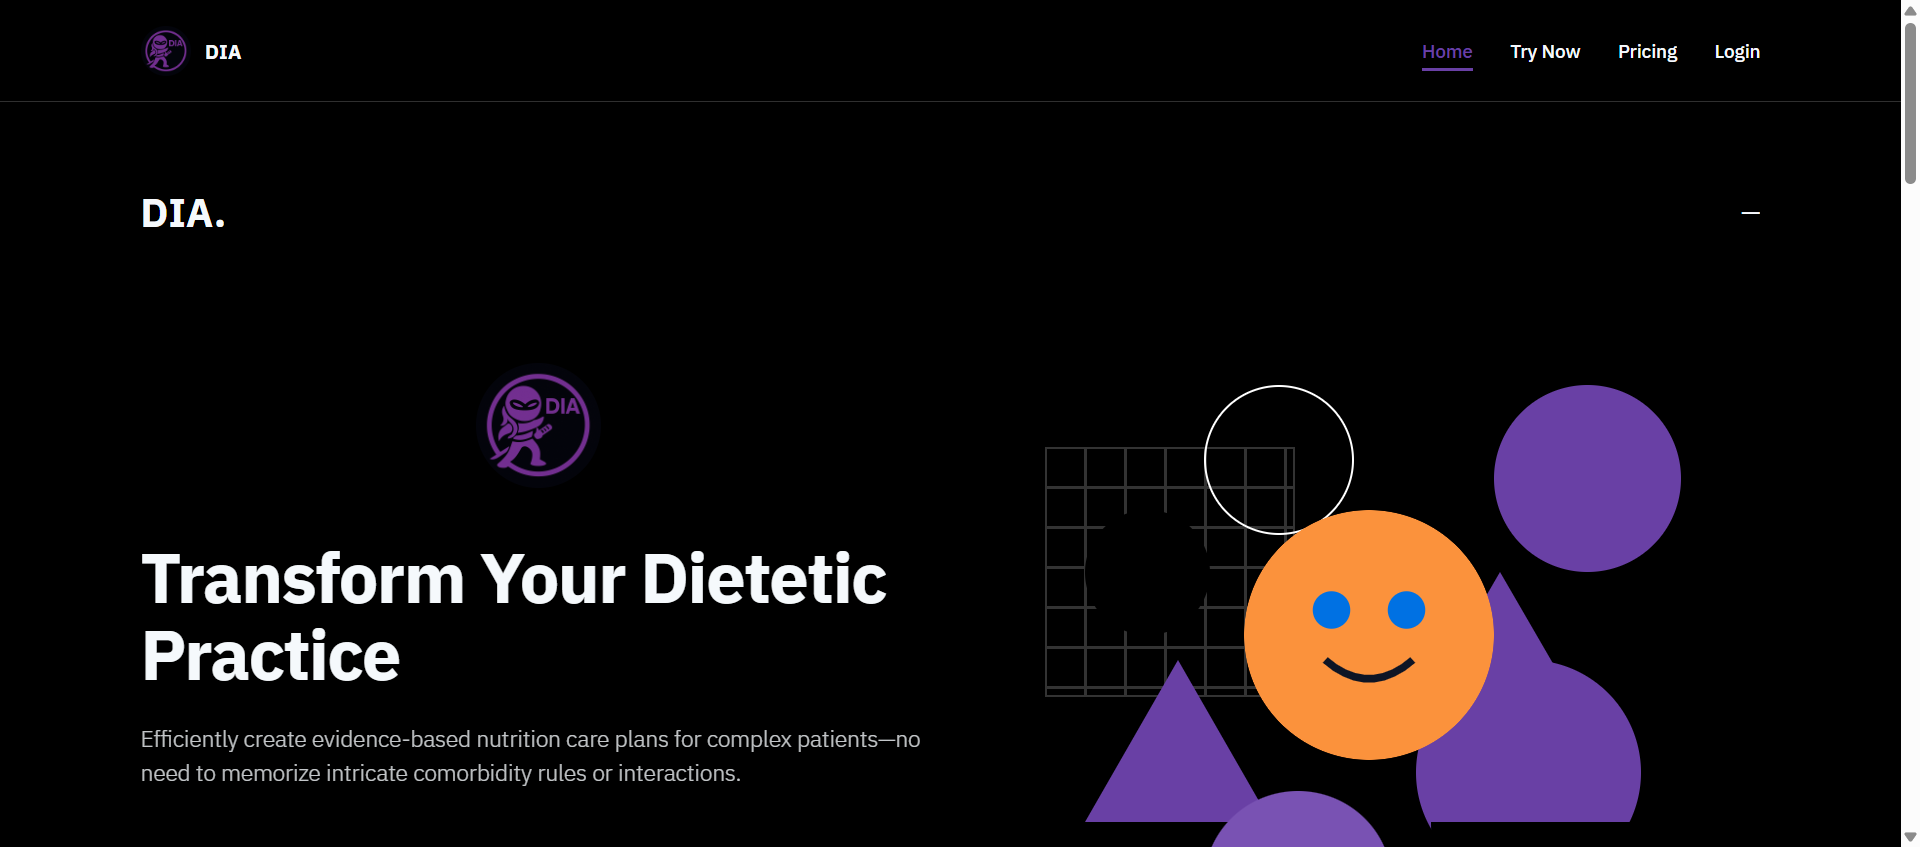 DIA
DIA
Home
Try Now
Pricing
Login
DIA.
—
DIA
Transform Your Dietetic
Practice
Efficiently create evidence-based nutrition care plans for complex patients—no
need to memorize intricate comorbidity rules or interactions.